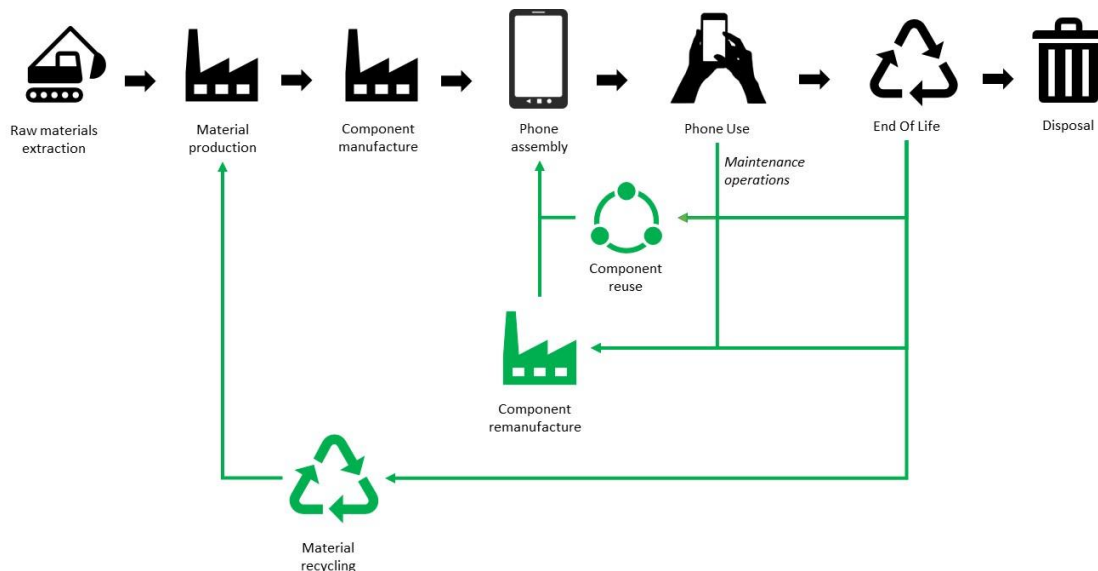 Raw materials
extraction
Material
production
Component
manufacture
Phone
assembly
Phone Use
End Of Life
Disposal
Maintenance
operations
Component
reuse
Component
remanufacture
Material
recycling